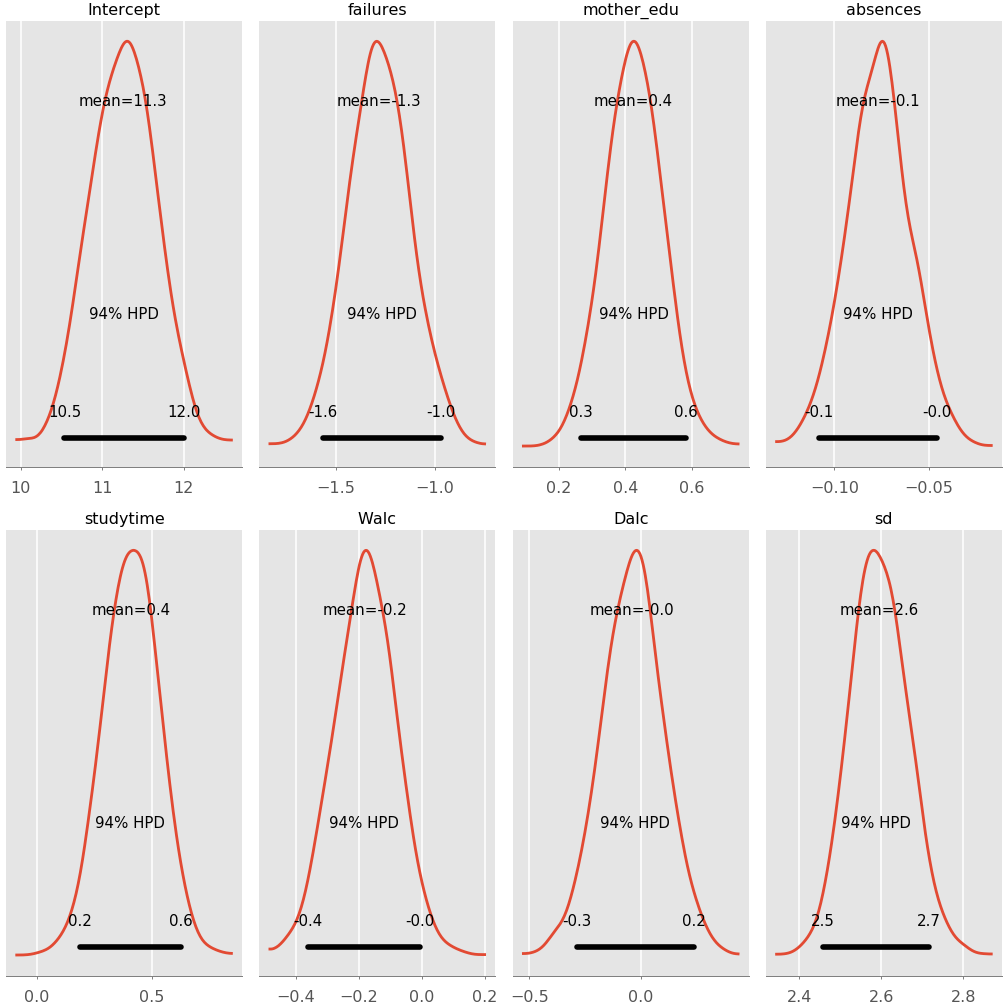 Intercept
mean=11.3
94% HPD
10.5 12.0
10 11 12
failures
mean=-1.3
94% HPD
-1.6 -1.0
−1.5 −1.0
mother_edu
mean=0.4
94% HPD
0.3 0.6
0.2 0.4 0.6
absences
mean=-0.1
94% HPD
-0.1 -0.0
−0.10 −0.05
studytime
mean=0.4
94% HPD
0.2 0.6
0.0 0.5
Walc
mean=-0.2
94% HPD
-0.4 -0.0
−0.4 −0.2 0.0 0.2
Dalc
mean=-0.0
94% HPD
-0.3 0.2
−0.5 0.0
sd
mean=2.6
94% HPD
2.5 2.7
2.4 2.6 2.8